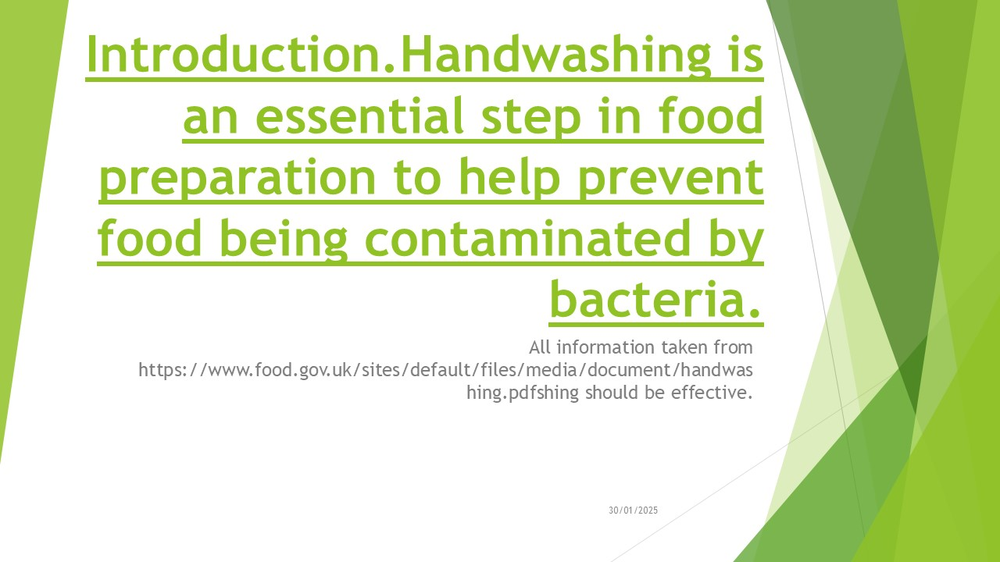 Introduction.Handwashing is
an essential step in food
preparation to help prevent
food being contaminated by
bacteria.
All information taken from
https://www.food.gov.uk/sites/default/files/media/document/handwas
hing.pdfshing should be effective.
30/01/2025